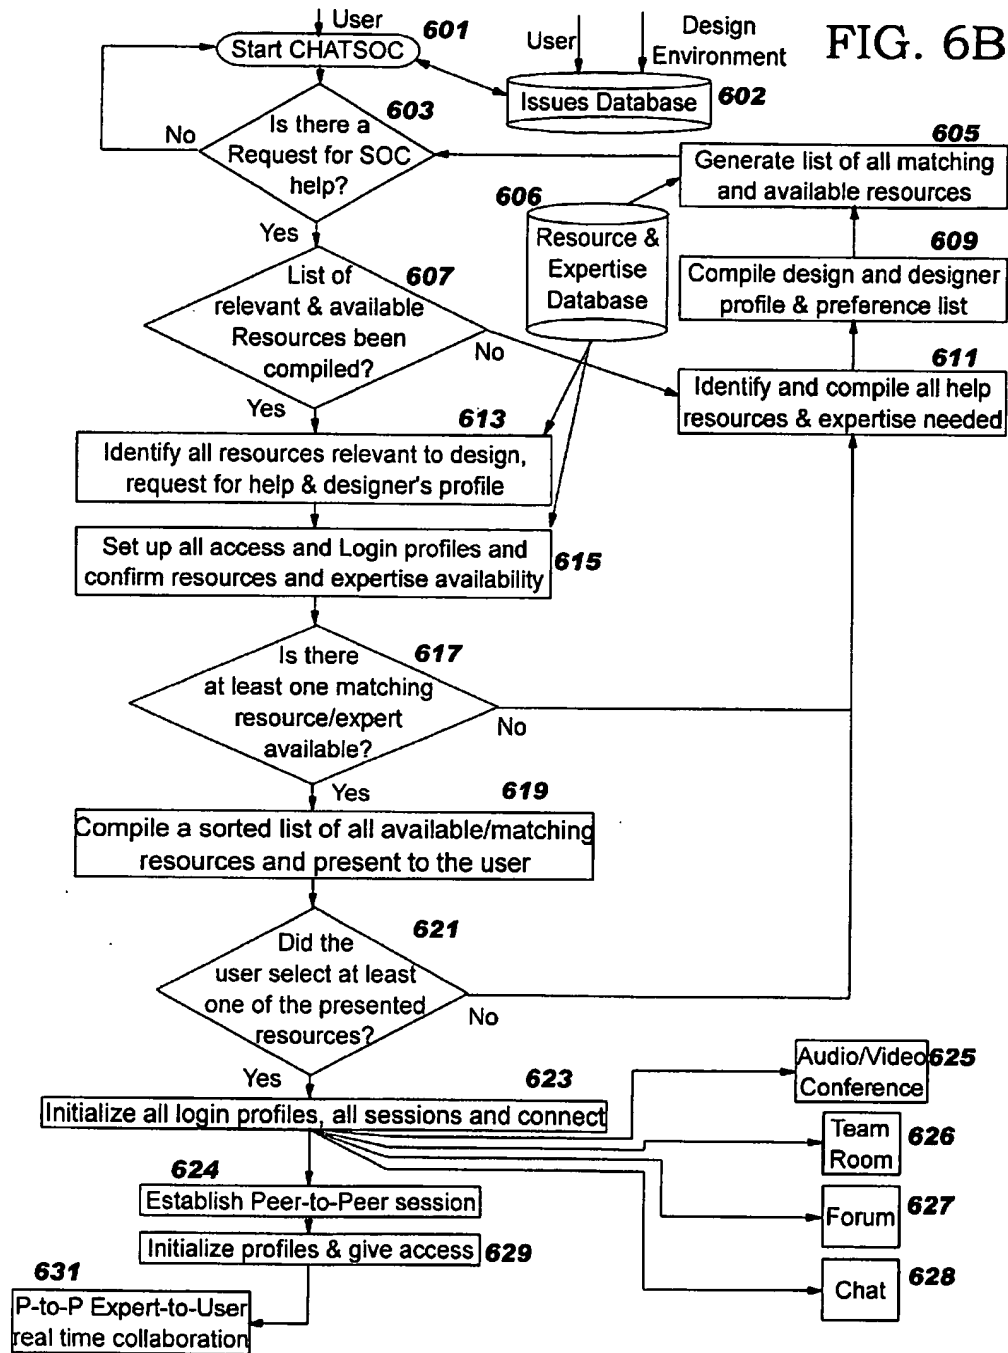 FIG. 6B
User
601
Start CHATSOC
User
Design
Environment
Issues Database
602
603
Is there a
Request for SOC
help?
No
Yes
605
Generate list of all matching
and available resources
606
Resource &
Expertise
Database
607
List of
relevant & available
Resources been
compiled?
No
Yes
609
Compile design and designer
profile & preference list
611
Identify and compile all help
resources & expertise needed
613
Identify all resources relevant to design,
request for help & designer's profile
Set up all access and Login profiles and
confirm resources and expertise availability
615
617
Is there
at least one matching
resource/expert
available?
No
Yes
619
Compile a sorted list of all available/matching
resources and present to the user
621
Did the
user select at least
one of the presented
resources?
No
Yes
623
Initialize all login profiles, all sessions and connect
Audio/Video
Conference
625
Team
Room
626
Forum
627
Chat
628
624
Establish Peer-to-Peer session
Initialize profiles & give access
629
631
P-to-P Expert-to-User
real time collaboration